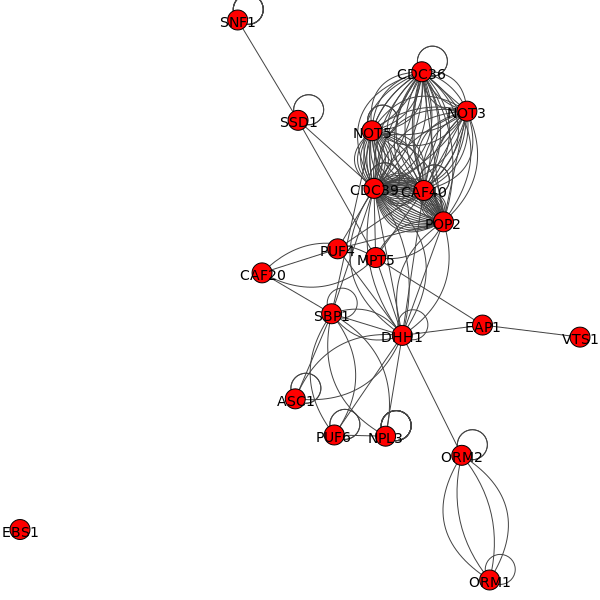 SNF1
CDC36
NOT3
SSD1
NOT5
CDC39
CAF40
POP2
PUF4
MPT5
CAF20
SBP1
EAP1
DHH1
VTS1
ASC1
PUF6
NPL3
ORM2
EBS1
ORM1